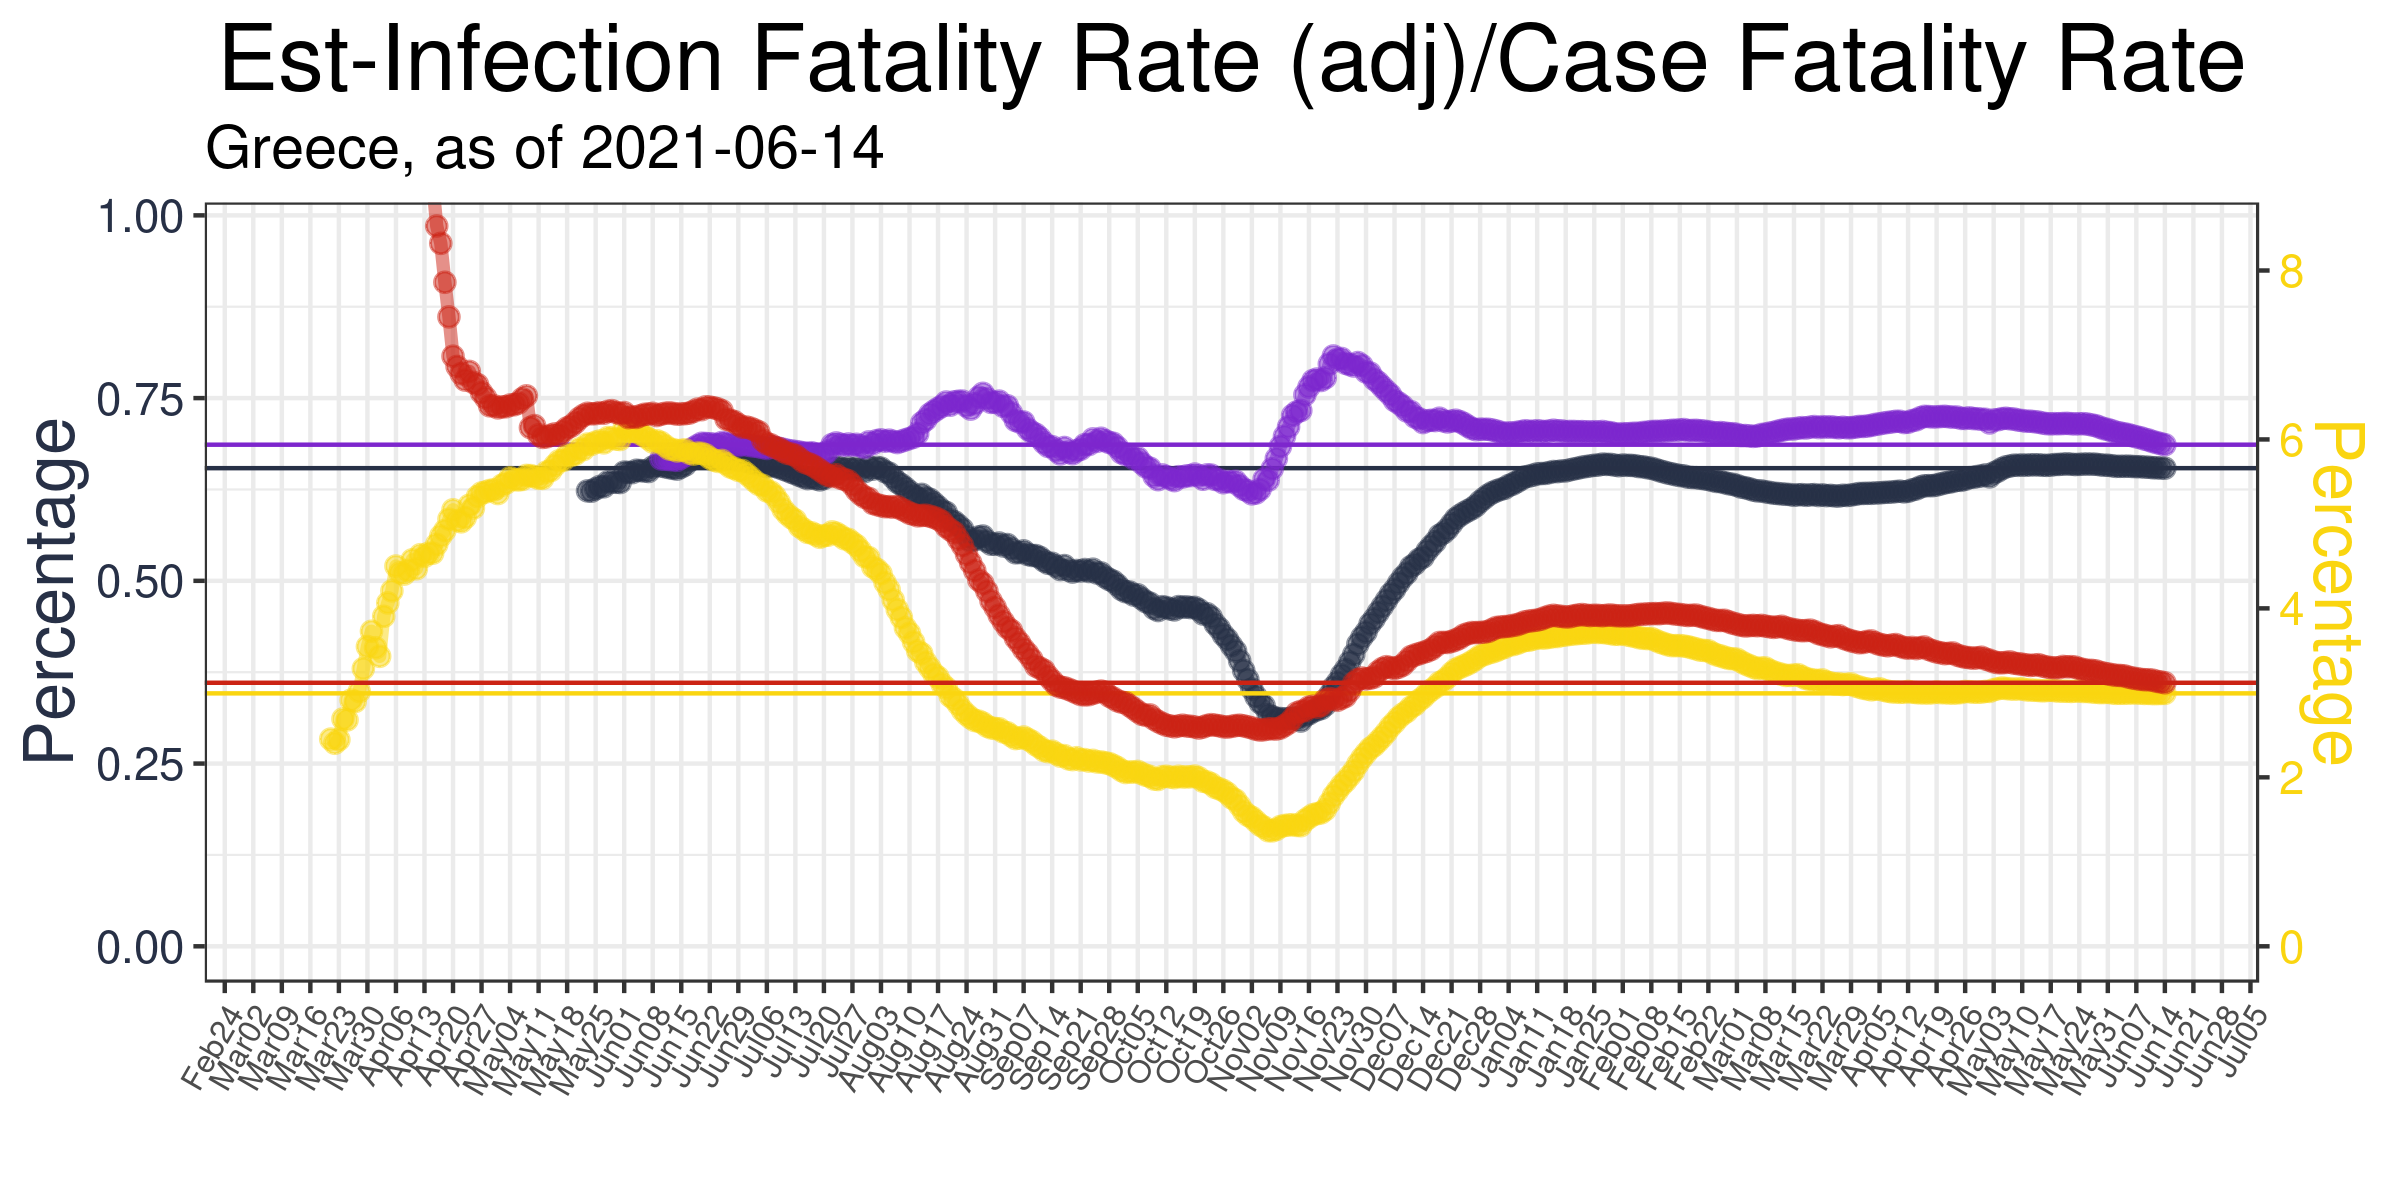 Est-Infection Fatality Rate (adj)/Case Fatality Rate
Greece, as of 2021-06-14
Percentage
1.00
0.75
0.50
0.25
0.00
8
6
4
2
0
Percentage
Feb24
Mar02
Mar09
Mar16
Mar23
Mar30
Apr06
Apr13
Apr20
Apr27
May04
May11
May18
May25
Jun01
Jun08
Jun15
Jun22
Jun29
Jul06
Jul13
Jul20
Jul27
Aug03
Aug10
Aug17
Aug24
Aug31
Sep07
Sep14
Sep21
Sep28
Oct05
Oct12
Oct19
Oct26
Nov02
Nov09
Nov16
Nov23
Nov30
Dec07
Dec14
Dec21
Dec28
Jan04
Jan11
Jan18
Jan25
Feb01
Feb08
Feb15
Feb22
Mar01
Mar08
Mar15
Mar22
Mar29
Apr05
Apr12
Apr19
Apr26
May03
May10
May17
May24
May31
Jun07
Jun14
Jun21
Jun28
Jul05